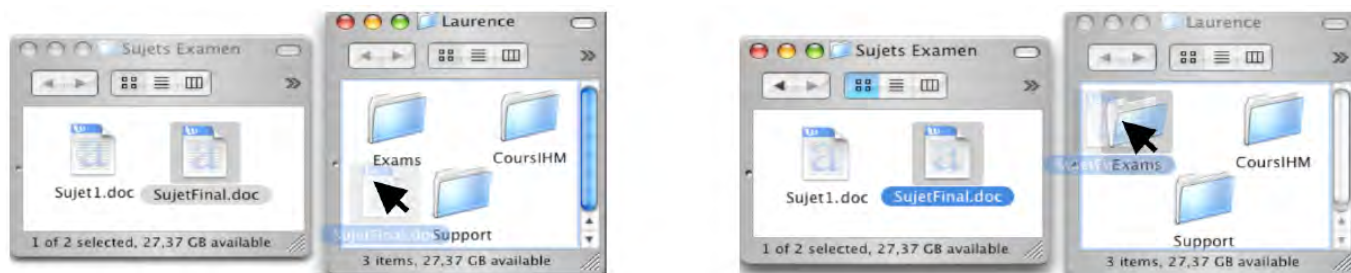 Sujets Examen
Sujet1.doc
SujetFinal.doc
1 of 2 selected, 27,37 GB available
Laurence
Exams
CoursIHM
SujetFinal.doc
Support
3 items, 27,37 GB available
Sujets Examen
Sujet1.doc
SujetFinal.doc
1 of 2 selected, 27,37 GB available
Laurence
Exams
CoursIHM
Support
3 items, 27,37 GB available